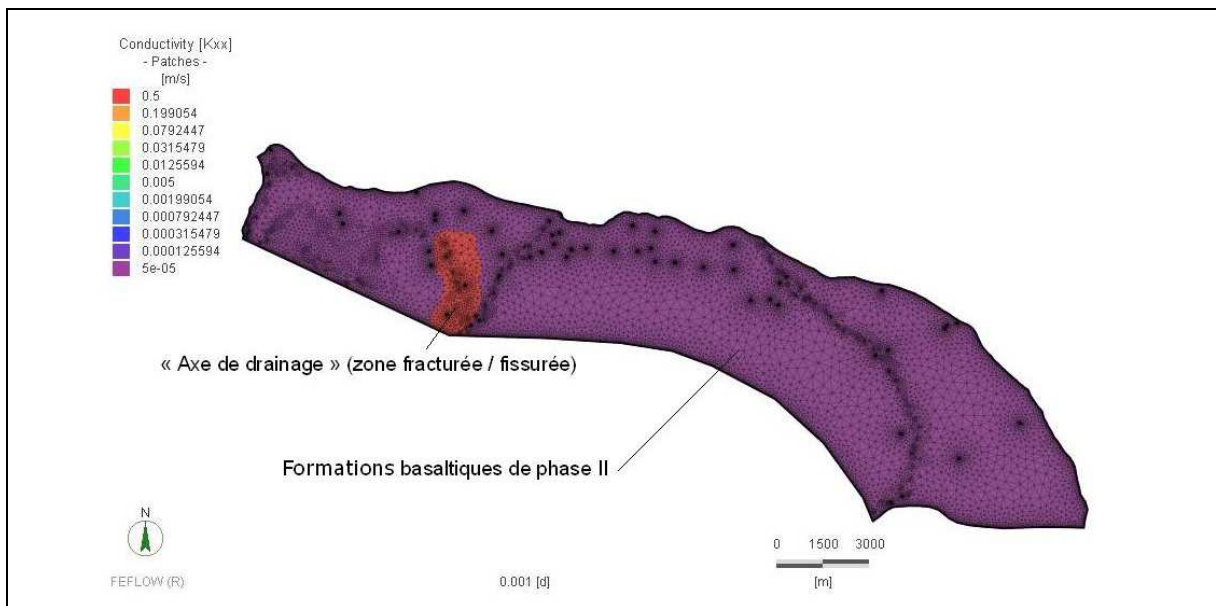 Conductivity [Kxx]
- Patches -
[m/s]
0.5
0.199054
0.0792447
0.0315479
0.0125594
0.005
0.00199054
0.000792447
0.000315479
0.000125594
5e-05
« Axe de drainage » (zone fracturée / fissurée)
Formations basaltiques de phase II
N
0 1500 3000
FEFLOW (R)
0.001 [d]
[m]